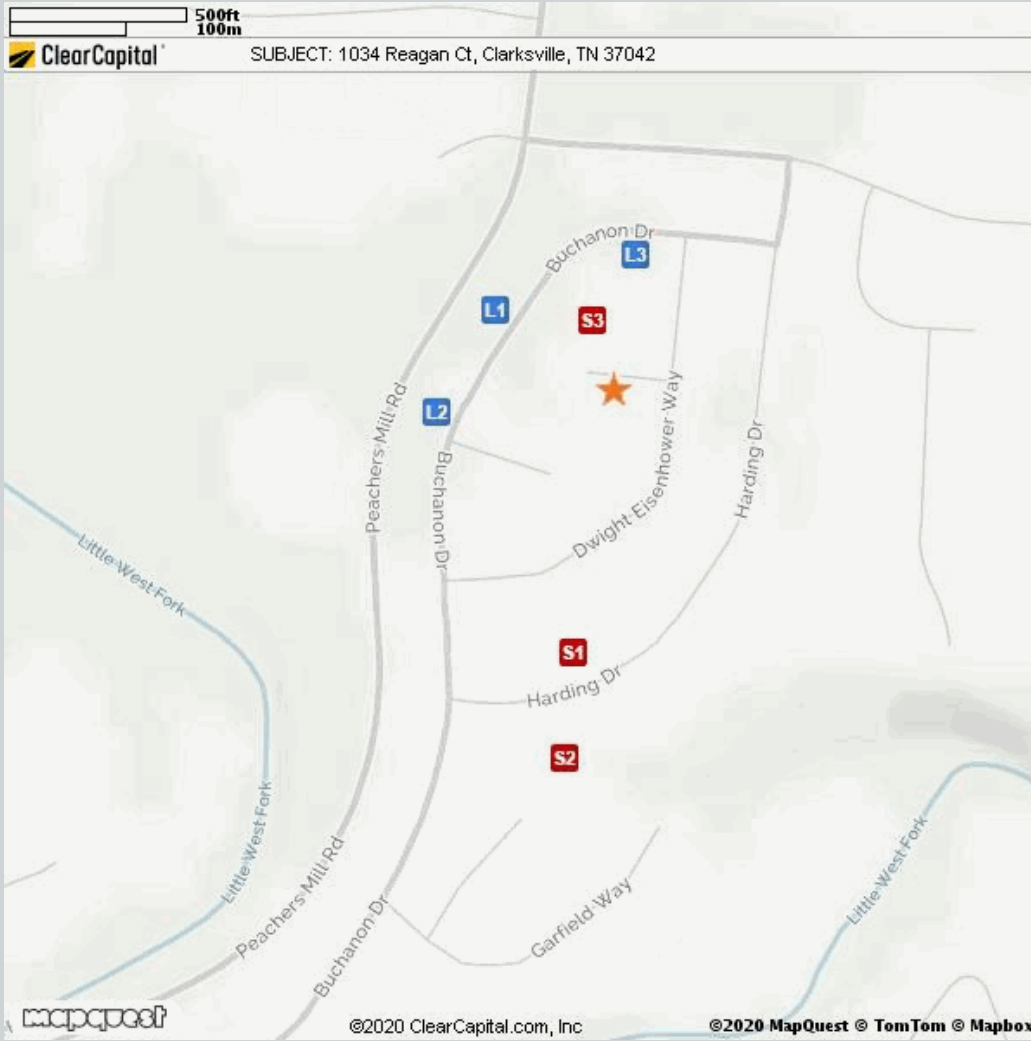 500ft
100m
ClearCapital
SUBJECT: 1034 Reagan Ct, Clarksville, TN 37042
Buchanon Dr
L3
L1
S3
Peachers Mill Rd
L2
Dwight Eisenhower Way
Harding Dr
Buchanon Dr
Little West Fork
S1
Harding Dr
S2
Little West Fork
Peachers Mill Rd
Little West Fork
Buchanon Dr
Garfield Way
mapquest
©2020 ClearCapital.com, Inc
©2020 MapQuest © TomTom © Mapbox